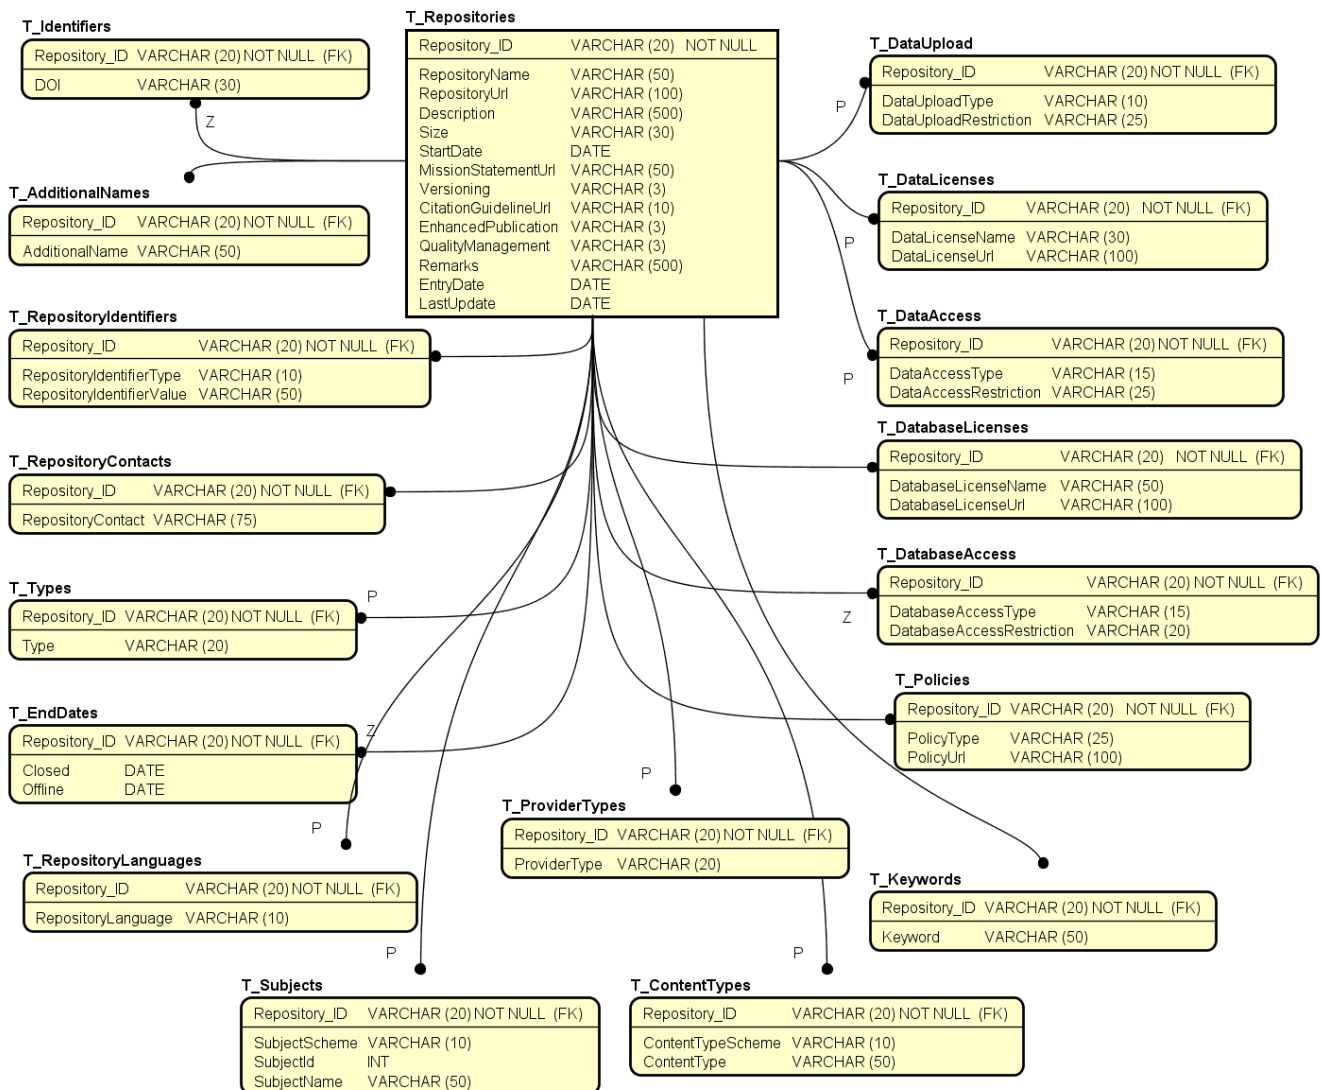 T_Identifiers
Repository_ID VARCHAR (20) NOT NULL (FK)
DOI VARCHAR (30)
Z
T_AdditionalNames
Repository_ID VARCHAR (20) NOT NULL (FK)
AdditionalName VARCHAR (50)
T_RepositoryIdentifiers
Repository_ID VARCHAR (20) NOT NULL (FK)
RepositoryIdentifierType VARCHAR (10)
RepositoryIdentifierValue VARCHAR (50)
T_RepositoryContacts
Repository_ID VARCHAR (20) NOT NULL (FK)
RepositoryContact VARCHAR (75)
T_Types
P
Repository_ID VARCHAR (20) NOT NULL (FK)
Type VARCHAR (20)
T_EndDates
Z
Repository_ID VARCHAR (20) NOT NULL (FK)
Closed DATE
Offline DATE
P
T_RepositoryLanguages
Repository_ID VARCHAR (20) NOT NULL (FK)
RepositoryLanguage VARCHAR (10)
T_Repositories
Repository_ID VARCHAR (20) NOT NULL
RepositoryName VARCHAR (50)
RepositoryUrl VARCHAR (100)
Description VARCHAR (500)
Size VARCHAR (30)
StartDate DATE
MissionStatementUrl VARCHAR (50)
Versioning VARCHAR (3)
CitationGuidelineUrl VARCHAR (10)
EnhancedPublication VARCHAR (3)
QualityManagement VARCHAR (3)
Remarks VARCHAR (500)
EntryDate DATE
LastUpdate DATE
P
T_ProviderTypes
Repository_ID VARCHAR (20) NOT NULL (FK)
ProviderType VARCHAR (20)
P
T_Subjects
Repository_ID VARCHAR (20) NOT NULL (FK)
SubjectScheme VARCHAR (10)
SubjectId INT
SubjectName VARCHAR (50)
P
T_ContentTypes
Repository_ID VARCHAR (20) NOT NULL (FK)
ContentTypeScheme VARCHAR (10)
ContentType VARCHAR (50)
T_DataUpload
P
Repository_ID VARCHAR (20) NOT NULL (FK)
DataUploadType VARCHAR (10)
DataUploadRestriction VARCHAR (25)
T_DataLicenses
P
Repository_ID VARCHAR (20) NOT NULL (FK)
DataLicenseName VARCHAR (30)
DataLicenseUrl VARCHAR (100)
T_DataAccess
P
Repository_ID VARCHAR (20) NOT NULL (FK)
DataAccessType VARCHAR (15)
DataAccessRestriction VARCHAR (25)
T_DatabaseLicenses
Repository_ID VARCHAR (20) NOT NULL (FK)
DatabaseLicenseName VARCHAR (50)
DatabaseLicenseUrl VARCHAR (100)
T_DatabaseAccess
Z
Repository_ID VARCHAR (20) NOT NULL (FK)
DatabaseAccessType VARCHAR (15)
DatabaseAccessRestriction VARCHAR (20)
T_Policies
Repository_ID VARCHAR (20) NOT NULL (FK)
PolicyType VARCHAR (25)
PolicyUrl VARCHAR (100)
T_Keywords
Repository_ID VARCHAR (20) NOT NULL (FK)
Keyword VARCHAR (50)